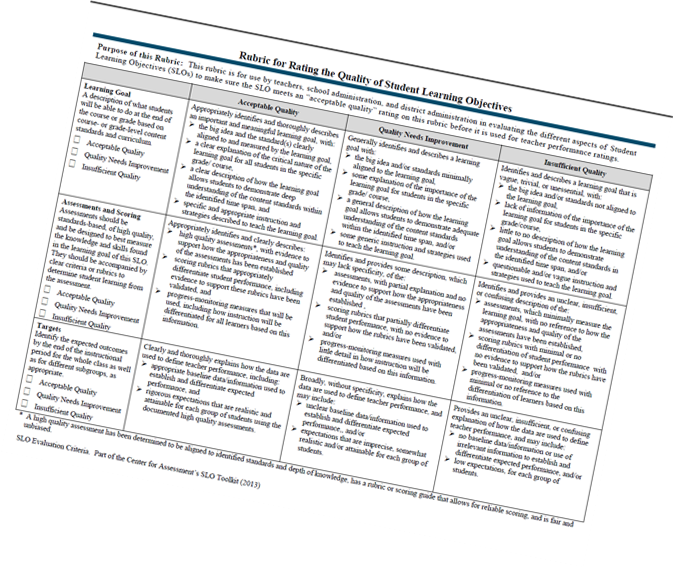 Rubric for Rating the Quality of Student Learning Objectives
Purpose of this Rubric: This rubric is for use by teachers, school administration, and district administration in evaluating the different aspects of Student
Learning Objectives (SLOs) to make sure the SLO meets an "acceptable quality" rating on this rubric before it is used for teacher performance ratings.
Acceptable Quality
Quality Needs Improvement
Insufficient Quality
Learning Goal
A description of what students
will be able to do at the end of
the course or grade based on
course- or grade-level content
standards and curriculum.
☐ Acceptable Quality
☐ Quality Needs Improvement
☐ Insufficient Quality
Appropriately identifies and thoroughly describes
an important and meaningful learning goal, with:
➢ the big idea and the standard(s) clearly
aligned to and measured by the learning goal,
➢ a clear explanation of the critical nature of the
learning goal for all students in the specific
grade/ course,
➢ a clear description of how the learning goal
allows students to demonstrate deep
understanding of the content standards within
the identified time span, and
➢ specific and appropriate instruction and
strategies described to teach the learning goal.
Generally identifies and describes a learning
goal with:
➢ the big idea and/or standards minimally
aligned to the learning goal,
➢ some explanation of the importance of the
learning goal for students in the specific
grade/ course,
➢ a general description of how the learning
goal allows students to demonstrate adequate
understanding of the content standards
within the identified time span, and/or
➢ some generic instruction and strategies used
to teach the learning goal.
Identifies and describes a learning goal that is
vague, trivial, or unessential, with:
➢ the big idea and/or standards not aligned to
the learning goal,
➢ lack of information of the importance of the
learning goal for students in the specific
grade/course,
➢ little to no description of how the learning
goal allows students to demonstrate
understanding of the content standards in
the identified time span, and/or
➢ questionable and/or vague instruction and
strategies used to teach the learning goal.
Assessments and Scoring
Assessments should be
standards-based, of high quality,
and be designed to best measure
the knowledge and skills found
in the learning goal of this SLO.
They should be accompanied by
clear criteria or rubrics to
determine student learning from
the assessment.
☐ Acceptable Quality
☐ Quality Needs Improvement
☐ Insufficient Quality
Appropriately identifies and clearly describes:
➢ high quality assessments*, with evidence to
support how the appropriateness and quality
of the assessments has been established
➢ scoring rubrics that appropriately
differentiate student performance, including
evidence to support these rubrics have been
validated, and
➢ progress-monitoring measures that will be
used, including how instruction will be
differentiated for all learners based on this
information.
Identifies and provides some description, which
may lack specificity, of the:
➢ assessments, with partial explanation and no
evidence to support how the appropriateness
and quality of the assessments have been
established ,
➢ scoring rubrics that partially differentiate
student performance, with no evidence to
support how the rubrics have been validated,
and/or
➢ progress-monitoring measures used with
little detail in how instruction will be
differentiated based on this information.
Identifies and provides an unclear, insufficient,
or confusing description of the:
➢ assessments, which minimally measure the
learning goal, with no reference to how the
appropriateness and quality of the
assessments have been established,
➢ scoring rubrics with minimal or no
differentiation of student performance with
no evidence to support how the rubrics have
been validated, and/or
➢ progress-monitoring measures used with
minimal or no reference to the
differentiation of learners based on this
information.
Targets
Identify the expected outcomes
by the end of the instructional
period for the whole class as well
as for different subgroups, as
appropriate.
☐ Acceptable Quality
☐ Quality Needs Improvement
☐ Insufficient Quality
Clearly and thoroughly explains how the data are
used to define teacher performance, including:
➢ appropriate baseline data/information used to
establish and differentiate expected
performance, and
➢ rigorous expectations that are realistic and
attainable for each group of students using the
documented high quality assessments.
Broadly, without specificity, explains how the
data are used to define teacher performance, and
may include:
➢ unclear baseline data/information used to
establish and differentiate expected
performance., and/or
➢ expectations that are imprecise, somewhat
realistic and/or attainable for each group of
students.
Provides an unclear, insufficient, or confusing
explanation of how the data are used to define
teacher performance, and may include:
➢ no baseline data/information or use of
irrelevant information to establish and
differentiate expected performance, and/or
➢ low expectations, for each group of
students.
* A high quality assessment has been determined to be aligned to identified standards and depth of knowledge, has a rubric or scoring guide that allows for reliable scoring, and is fair and
unbiased.
SLO Evaluation Criteria. Part of the Center for Assessment's SLO Toolkit (2013)